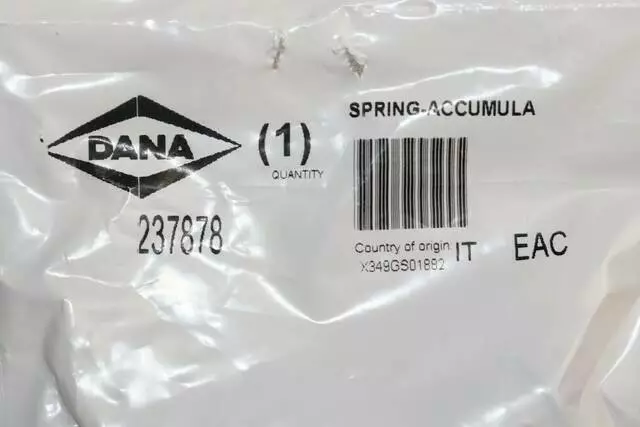 DANA
(1)
QUANTITY
237878
SPRING-ACCUMULA
Country of origin IT
X349GS01882
EAC